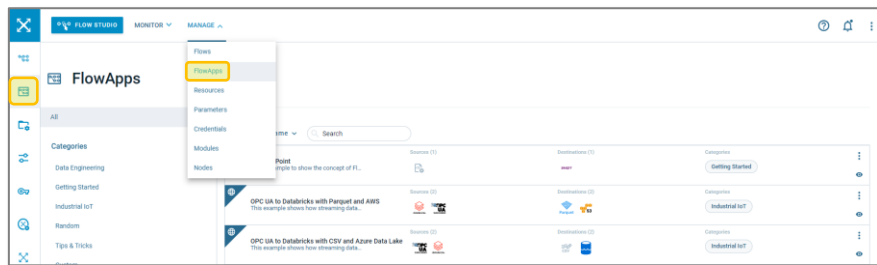 FLOW STUDIO MONITOR MANAGE
Flows
FlowApps
FlowApps
Resources
Parameters
Credentials
Modules
Nodes
All
Categories
Data Engineering
Getting Started
Industrial IoT
Random
Tips & Tricks
Search
Sources (1) Destinations (1) Categories
Point
to show the concept of Fl...
Getting Started
Sources (2) Destinations (2) Categories
OPC UA to Databricks with Parquet and AWS
This example shows how streaming data...
OPC UA
Parquet
Industrial IoT
Sources (2) Destinations (2) Categories
OPC UA to Databricks with CSV and Azure Data Lake
This example shows how streaming data...
OPC UA
Industrial IoT